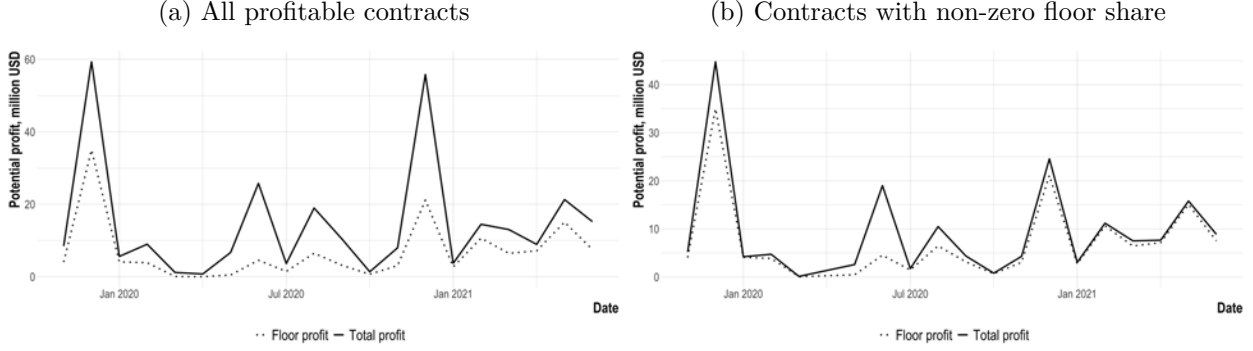 (a) All profitable contracts
Potential profit, million USD
60
40
20
0
Jan 2020
Jul 2020
Jan 2021
Date
Floor profit
Total profit
(b) Contracts with non-zero floor share
Potential profit, million USD
40
30
20
10
0
Jan 2020
Jul 2020
Jan 2021
Date
Floor profit
Total profit